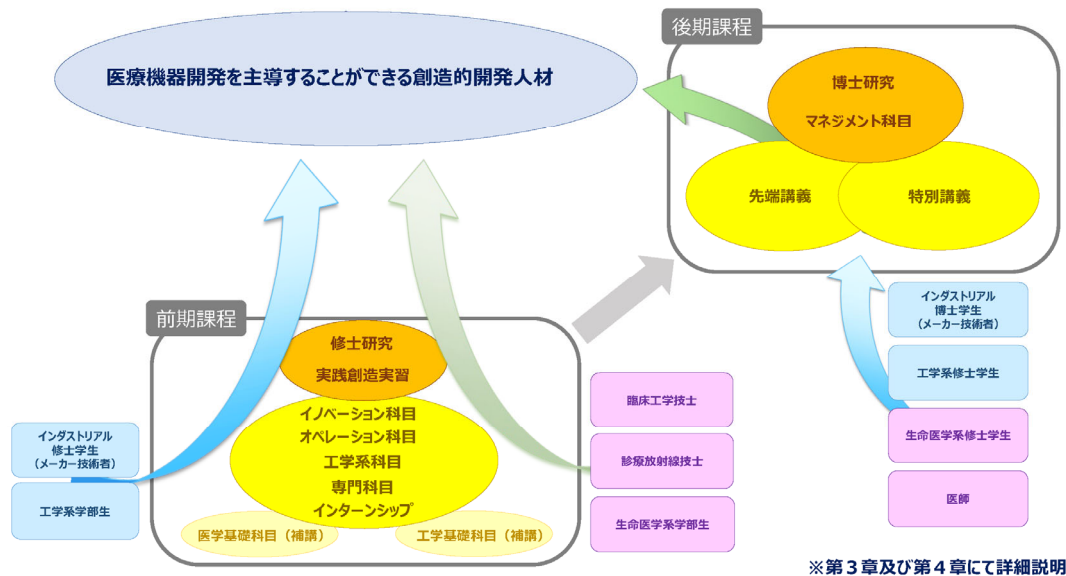 後期課程
医療機器開発を主導することができる創造的開発人材
博士研究
マネジメント科目
先端講義
特別講義
前期課程
修士研究
実践創造実習
イノベーション科目
オペレーション科目
工学系科目
専門科目
インターンシップ
医学基礎科目（補講）
工学基礎科目（補講）
インダストリアル
修士学生
（メーカー技術者）
工学系学部生
臨床工学技士
診療放射線技士
生命医学系学部生
インダストリアル
博士学生
（メーカー技術者）
工学系修士学生
生命医学系修士学生
医師
※第３章及び第４章にて詳細説明